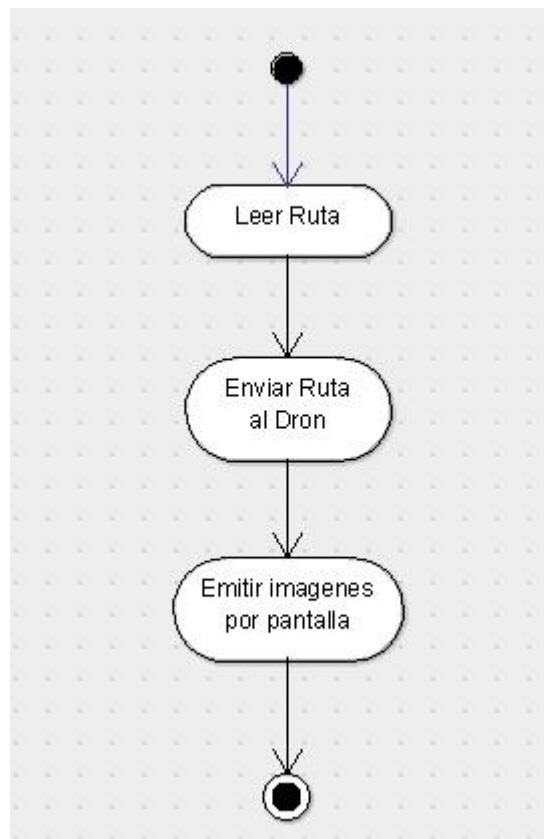 Leer Ruta
Enviar Ruta
al Dron
Emitir imagenes
por pantalla